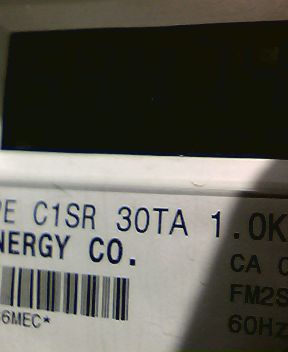 PE C1SR 30TA 1.0K
NERGY CO.
CA
FM2S
6MEC*
60Hz